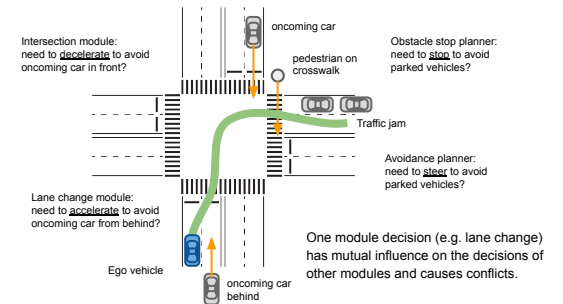 Intersection module:
need to decelerate to avoid
oncoming car in front?
oncoming car
pedestrian on
crosswalk
Obstacle stop planner:
need to stop to avoid
parked vehicles?
Traffic jam
Avoidance planner:
need to steer to avoid
parked vehicles?
Lane change module:
need to accelerate to avoid
oncoming car from behind?
Ego vehicle
oncoming car
behind
One module decision (e.g. lane change)
has mutual influence on the decisions of
other modules and causes conflicts.